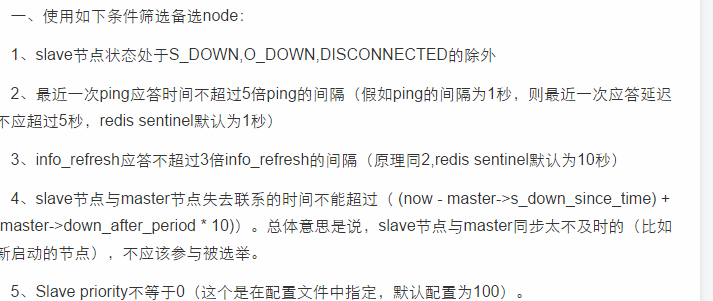 一、使用如下条件筛选备选node：
1、slave节点状态处于S_DOWN,O_DOWN,DISCONNECTED的除外
2、最近一次ping应答时间不超过5倍ping的间隔（假如ping的间隔为1秒，则最近一次应答延迟
不应超过5秒，redis sentinel默认为1秒）
3、info_refresh应答不超过3倍info_refresh的间隔（原理同2,redis sentinel默认为10秒）
4、slave节点与master节点失去联系的时间不能超过（ (now - master->s_down_since_time) +
(master->down_after_period * 10)）。总体意思是说，slave节点与master同步太不及时的（比如
新启动的节点），不应该参与被选举。
5、Slave priority不等于0（这个是在配置文件中指定，默认配置为100）。